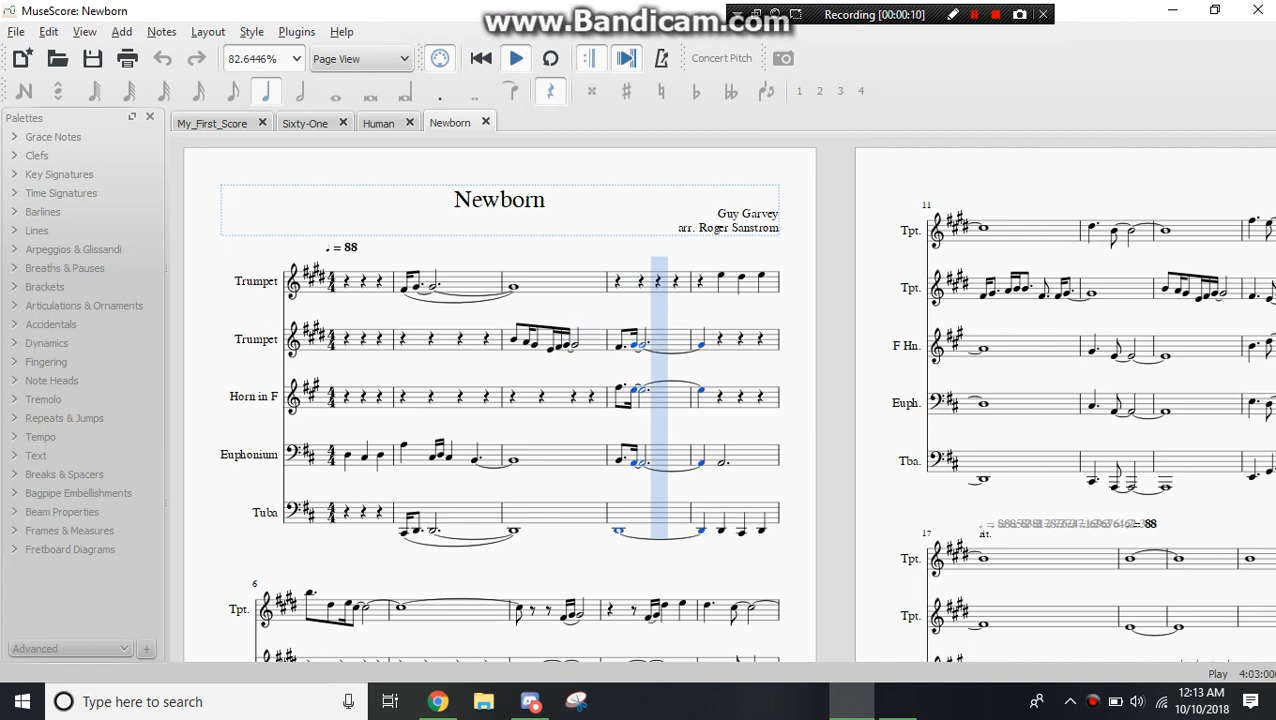 MuseScore: Newborn
www.Bandicam.com
Recording [00:00:10]
File Edit View Add Notes Layout Style Plugins Help
82.6446% Page View Concert Pitch
1 2 3 4
Palettes
My_First_Score Sixty-One Human Newborn
Grace Notes
Clefs
Key Signatures
Time Signatures
Barlines
Lines
Arpeggios & Glissandi
Breaths & Pauses
Brackets
Articulations & Ornaments
Accidentals
Dynamics
Fingering
Note Heads
Tremolo
Repeats & Jumps
Tempo
Text
Breaks & Spacers
Bagpipe Embellishments
Beam Properties
Frames & Measures
Fretboard Diagrams
Advanced
Newborn
Guy Garvey
arr. Roger Sanstrom
= 88
Trumpet
Trumpet
Horn in F
Euphonium
Tuba
6
Tpt.
11
Tpt.
Tpt.
F Hn.
Euph.
Tba.
= 88
rit.
17
Tpt.
Tpt.
Play 4:03:00
Type here to search
12:13 AM
10/10/2018